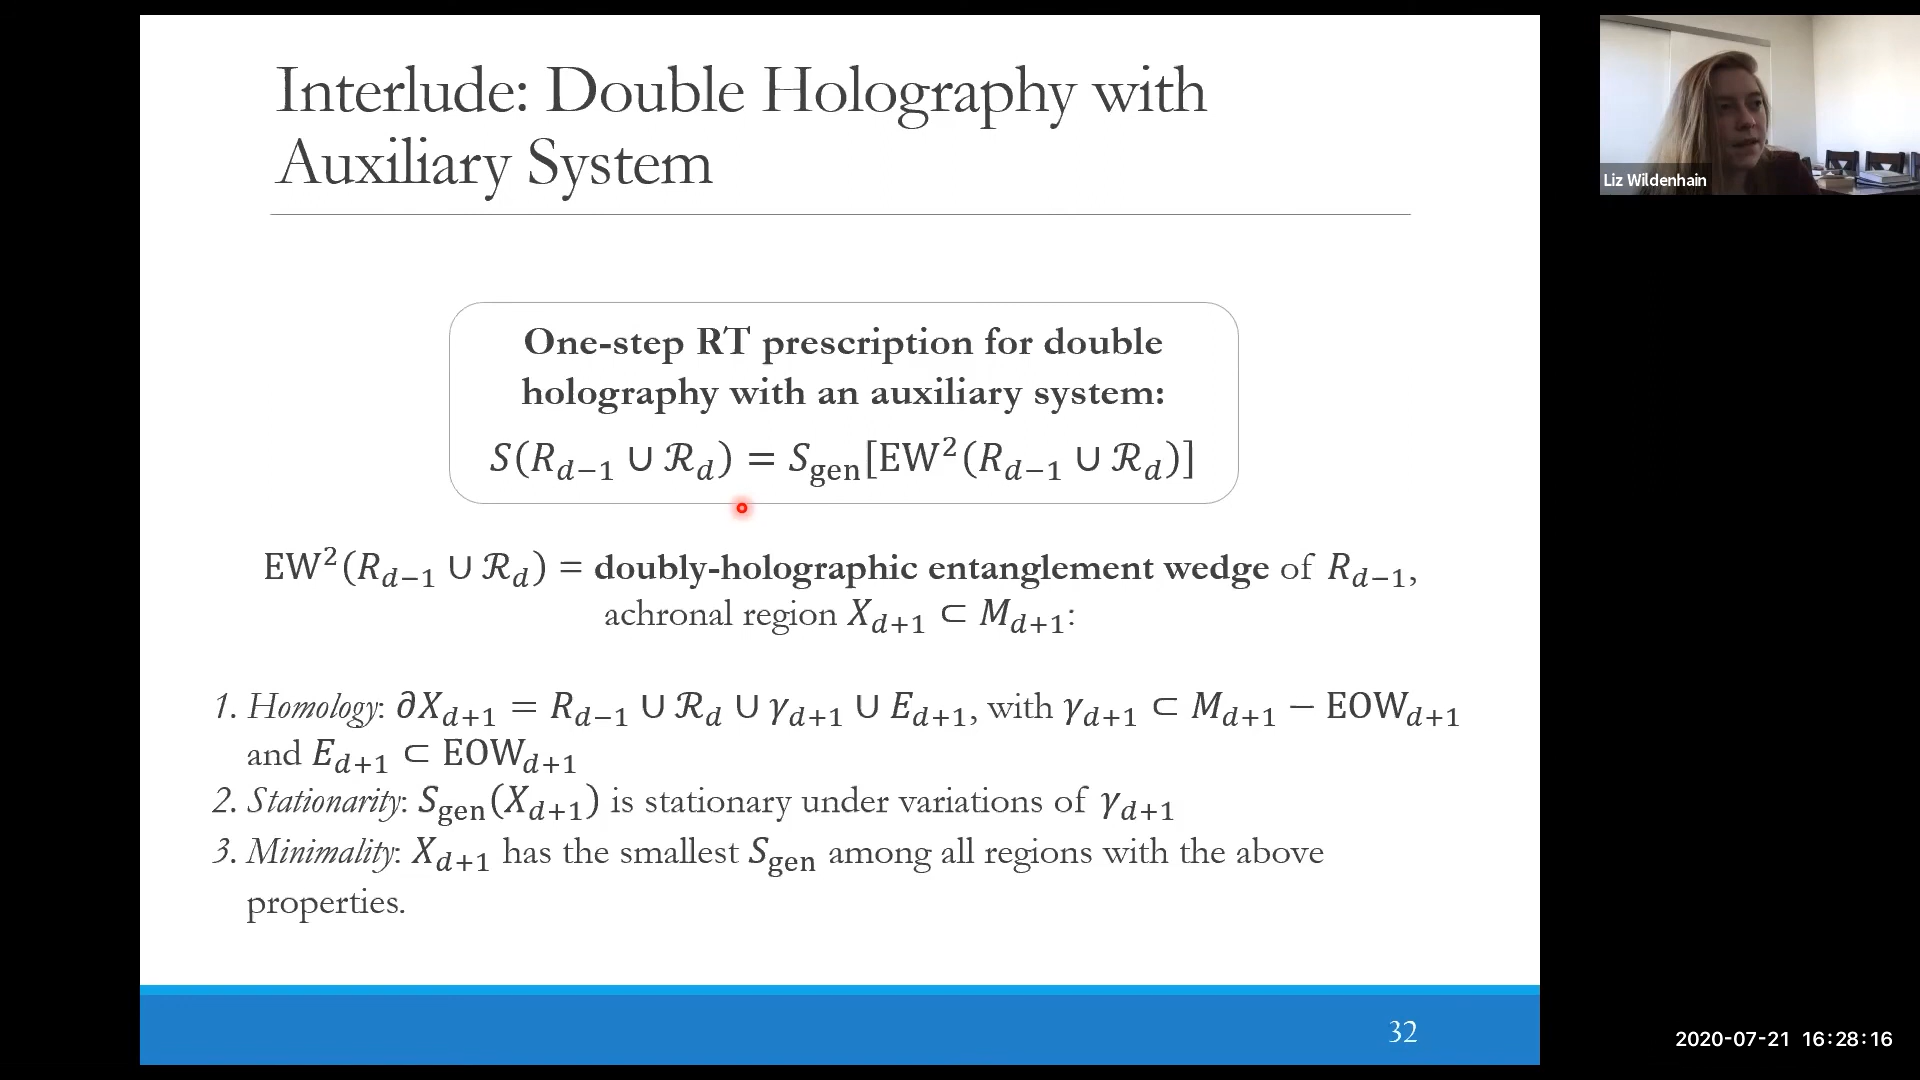 Interlude: Double Holography with
Auxiliary System
Liz Wildenhain
One-step RT prescription for double
holography with an auxiliary system:
𝑆(𝑅_{𝑑−1} ∪ ℛ_𝑑) = 𝑆_gen[EW²(𝑅_{𝑑−1} ∪ ℛ_𝑑)]
EW²(𝑅_{𝑑−1} ∪ ℛ_𝑑) = doubly-holographic entanglement wedge of 𝑅_{𝑑−1},
achronal region 𝑋_{𝑑+1} ⊂ 𝑀_{𝑑+1}:
1. Homology: ∂𝑋_{𝑑+1} = 𝑅_{𝑑−1} ∪ ℛ_𝑑 ∪ 𝛾_{𝑑+1} ∪ 𝐸_{𝑑+1}, with 𝛾_{𝑑+1} ⊂ 𝑀_{𝑑+1} − EOW_{𝑑+1}
and 𝐸_{𝑑+1} ⊂ EOW_{𝑑+1}
2. Stationarity: 𝑆_gen(𝑋_{𝑑+1}) is stationary under variations of 𝛾_{𝑑+1}
3. Minimality: 𝑋_{𝑑+1} has the smallest 𝑆_gen among all regions with the above
properties.
32
2020-07-21 16:28:16